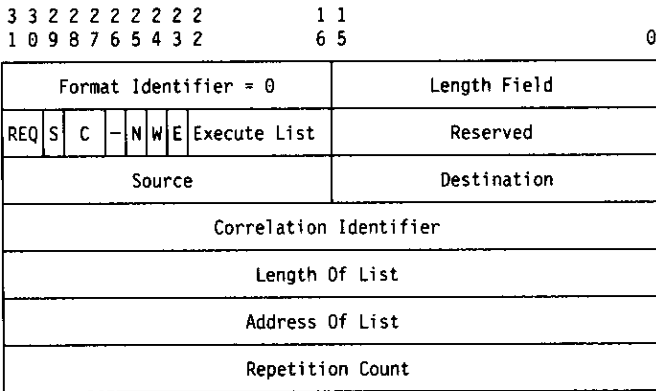 3 3 2 2 2 2 2 2 2 2 1 1
1 0 9 8 7 6 5 4 3 2 6 5 0
Format Identifier = 0 Length Field
REQ S C - N W E Execute List Reserved
Source Destination
Correlation Identifier
Length Of List
Address Of List
Repetition Count